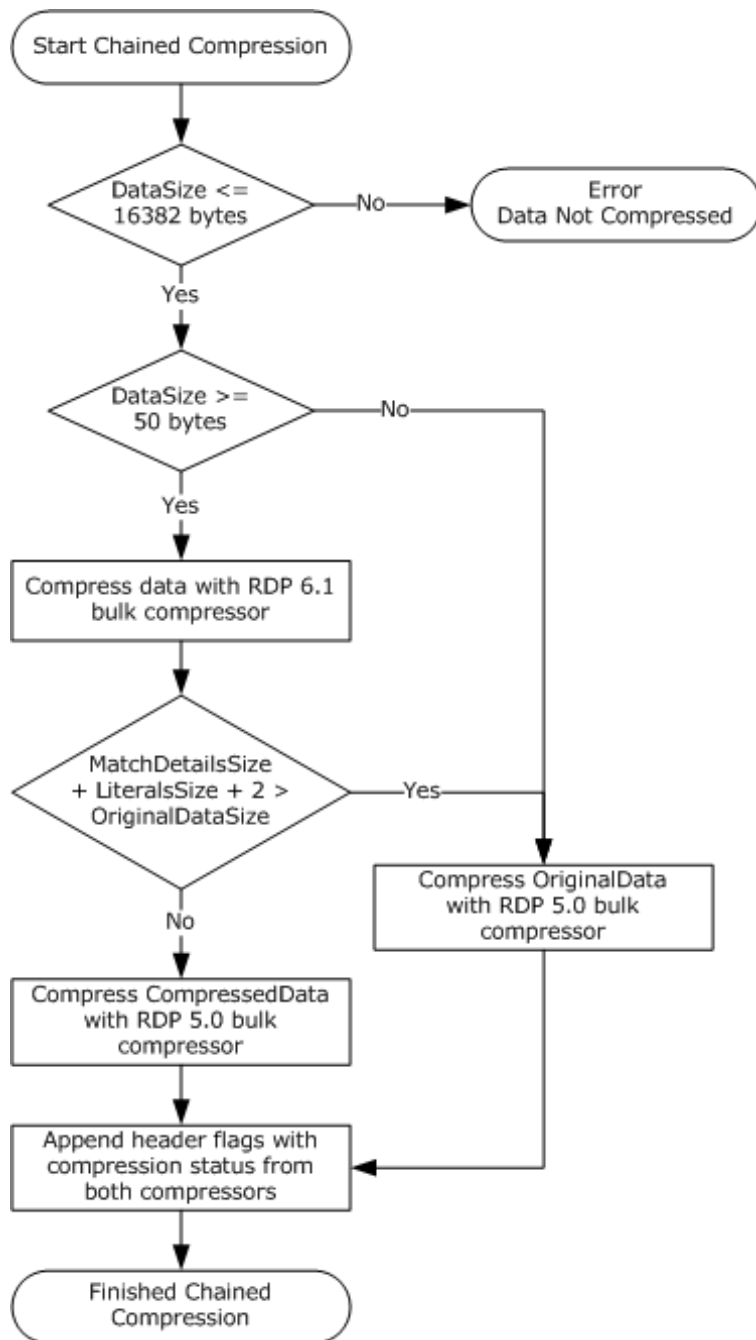 Start Chained Compression
DataSize <=
16382 bytes
No
Error
Data Not Compressed
Yes
DataSize >=
50 bytes
No
Yes
Compress data with RDP 6.1
bulk compressor
MatchDetailsSize
+ LiteralsSize + 2 >
OriginalDataSize
Yes
Compress OriginalData
with RDP 5.0 bulk
compressor
No
Compress CompressedData
with RDP 5.0 bulk
compressor
Append header flags with
compression status from
both compressors
Finished Chained
Compression